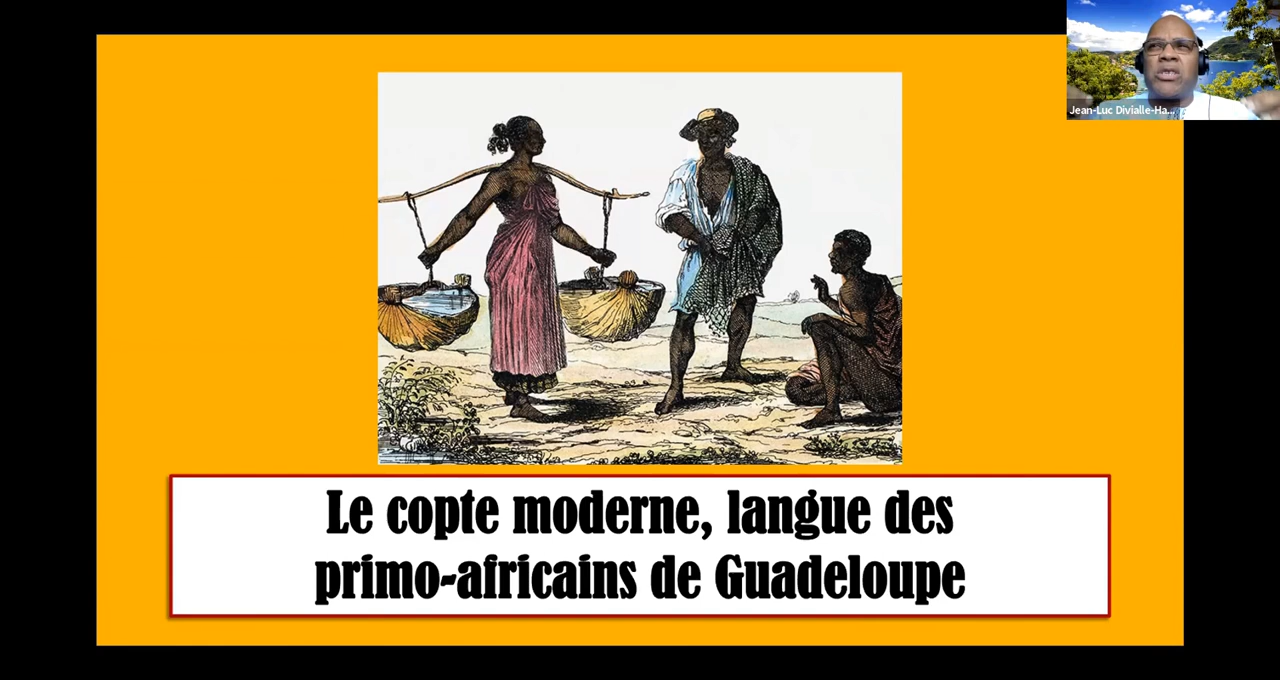 Jean-Luc Divialle-Ha...
Le copte moderne, langue des
primo-africains de Guadeloupe